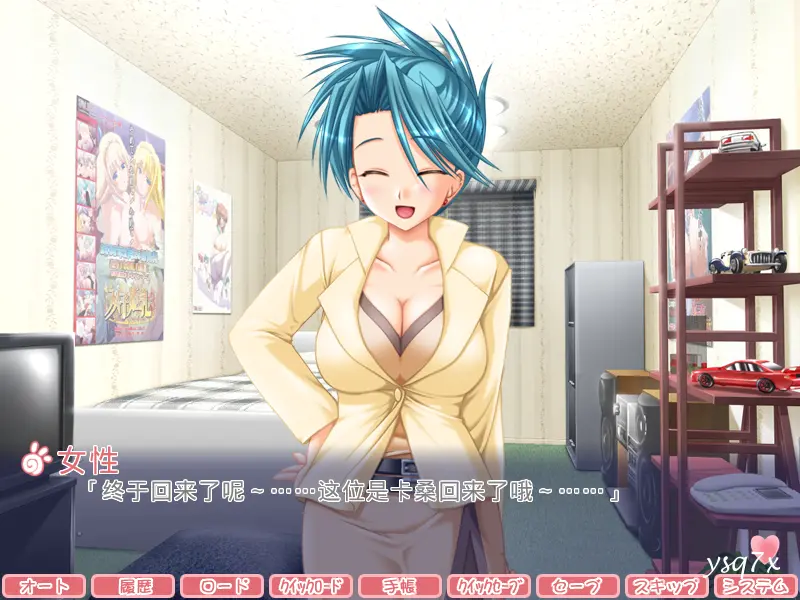 女性
「终于回来了呢～……这位是卡桑回来了哦～……」
ysq7x
オート
履歴
ロード
クイックロード
手帳
クイックセーブ
セーブ
スキップ
システム